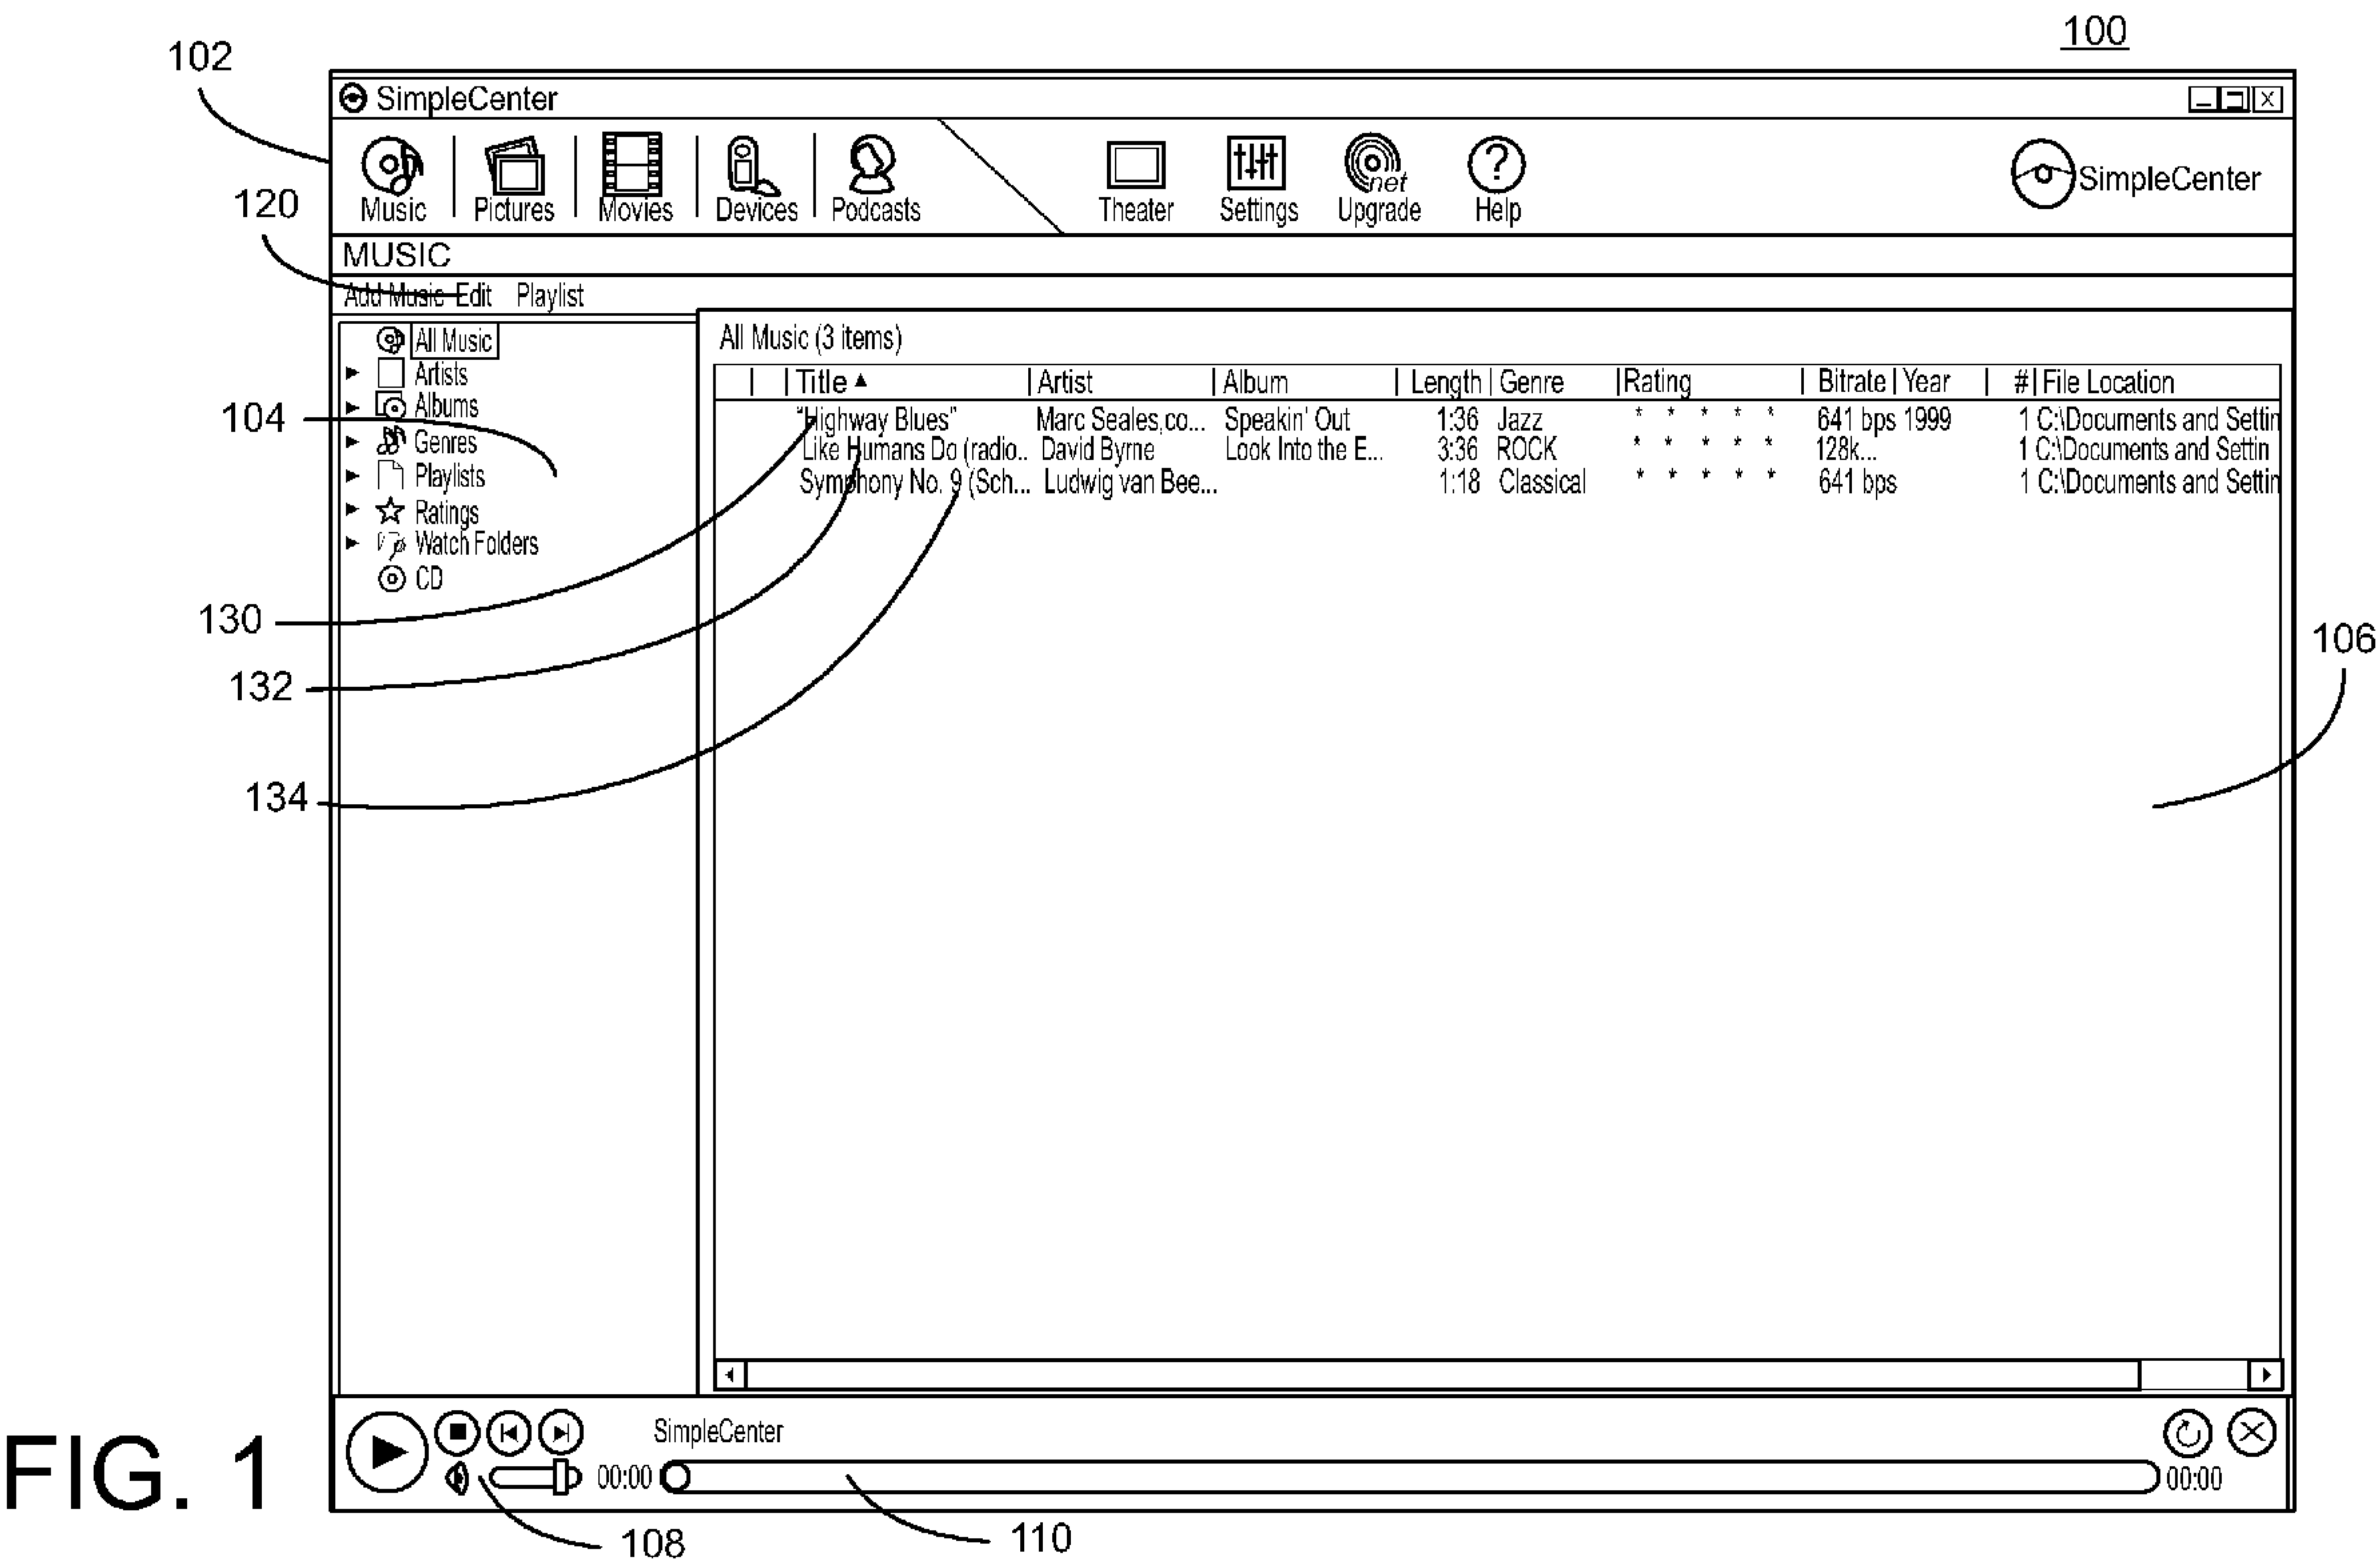 100
102
SimpleCenter
Music Pictures Movies Devices Podcasts Theater Settings Upgrade Help
net
SimpleCenter
120
MUSIC
Add Music Edit Playlist
All Music
Artists
Albums
104
Genres
Playlists
Ratings
Watch Folders
CD
All Music (3 items)
Title Artist Album Length Genre Rating Bitrate Year # File Location
"Highway Blues" Marc Seales, co... Speakin' Out 1:36 Jazz * * * * * 641 bps 1999 1 C:\Documents and Settin
Like Humans Do (radio.. David Byrne Look Into the E... 3:36 ROCK * * * * * 128k... 1 C:\Documents and Settin
Symphony No. 9 (Sch... Ludwig van Bee... 1:18 Classical * * * * * 641 bps 1 C:\Documents and Settin
130
132
134
106
SimpleCenter
00:00 00:00
108
110
FIG. 1